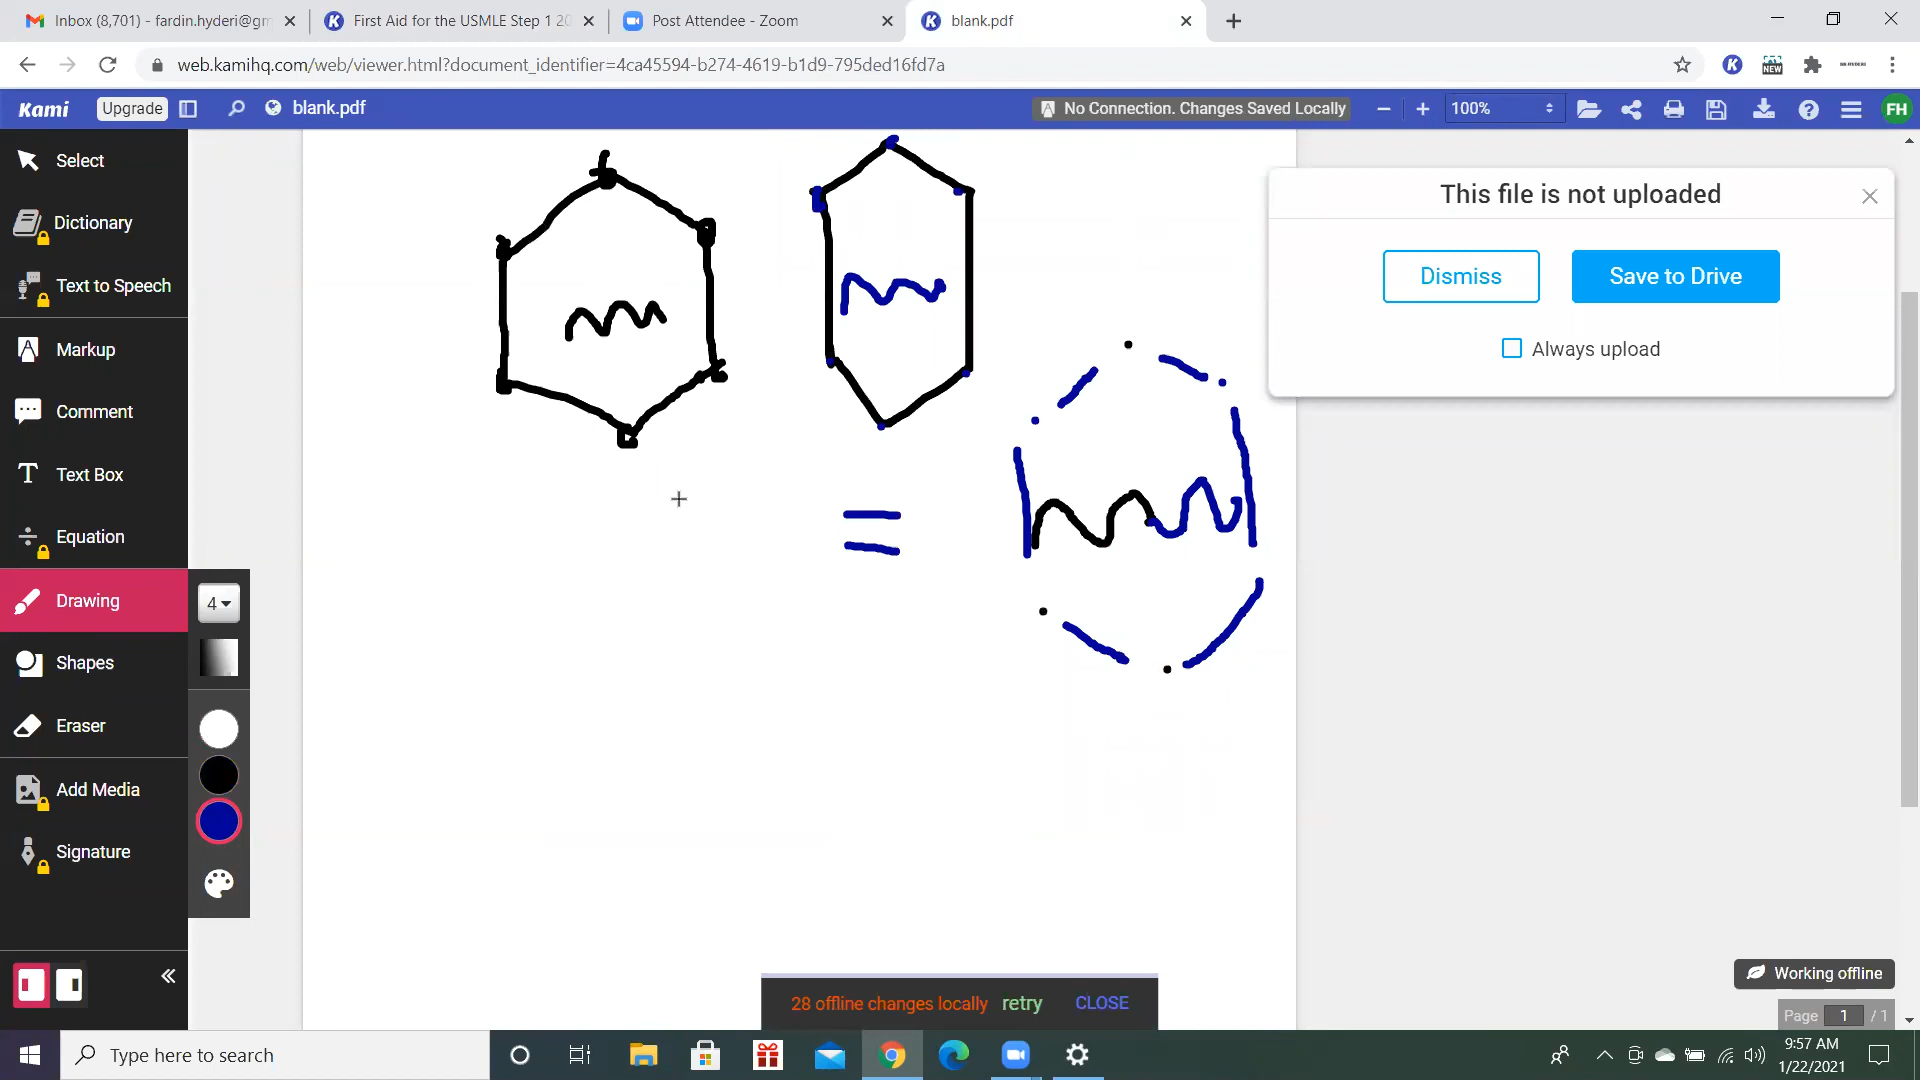 Inbox (8,701) - fardin.hyderi@gm
First Aid for the USMLE Step 1 20
Post Attendee - Zoom
blank.pdf
web.kamihq.com/web/viewer.html?document_identifier=4ca45594-b274-4619-b1d9-795ded16fd7a
K
NEW
Kami
Upgrade
blank.pdf
No Connection. Changes Saved Locally
100%
FH
Select
Dictionary
Text to Speech
Markup
Comment
Text Box
Equation
Drawing
4
Shapes
Eraser
Add Media
Signature
This file is not uploaded
Dismiss
Save to Drive
Always upload
=
28 offline changes locally
retry
CLOSE
Working offline
Page 1 / 1
Type here to search
9:57 AM
1/22/2021